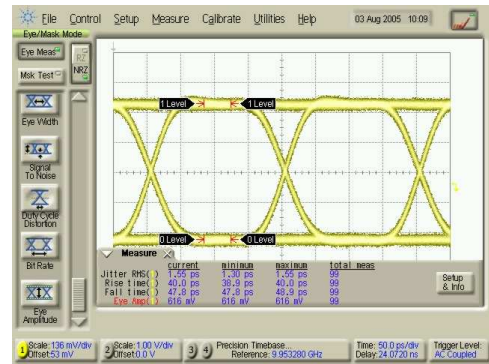 File Control Setup Measure Calibrate Utilities Help 03 Aug 2005 10:09
Eye/Mask Mode
Eye Meas
RZ
Msk Test
NRZ
1 Level 1 Level
Eye Width
Signal
To Noise
Duty Cycle
Distortion
0 Level 0 Level
Bit Rate
Measure
current minimum maximum total meas
Jitter RMS( ) 1.55 ps 1.30 ps 1.55 ps 99
Rise time( ) 40.0 ps 38.9 ps 40.0 ps 99
Fall time( ) 47.8 ps 47.8 ps 48.9 ps 99
Eye Amp( ) 616 mV 616 mV 616 mV 99
Setup
& Info
Eye
Amplitude
1 Scale:136 mV/div 2 Scale:1.00 V/div 3 4 Precision Timebase... Time:50.0 ps/div Trigger Level:
Offset:53 mV Offset:0.0 V Reference: 9.953280 GHz Delay:24.0720 ns AC Coupled